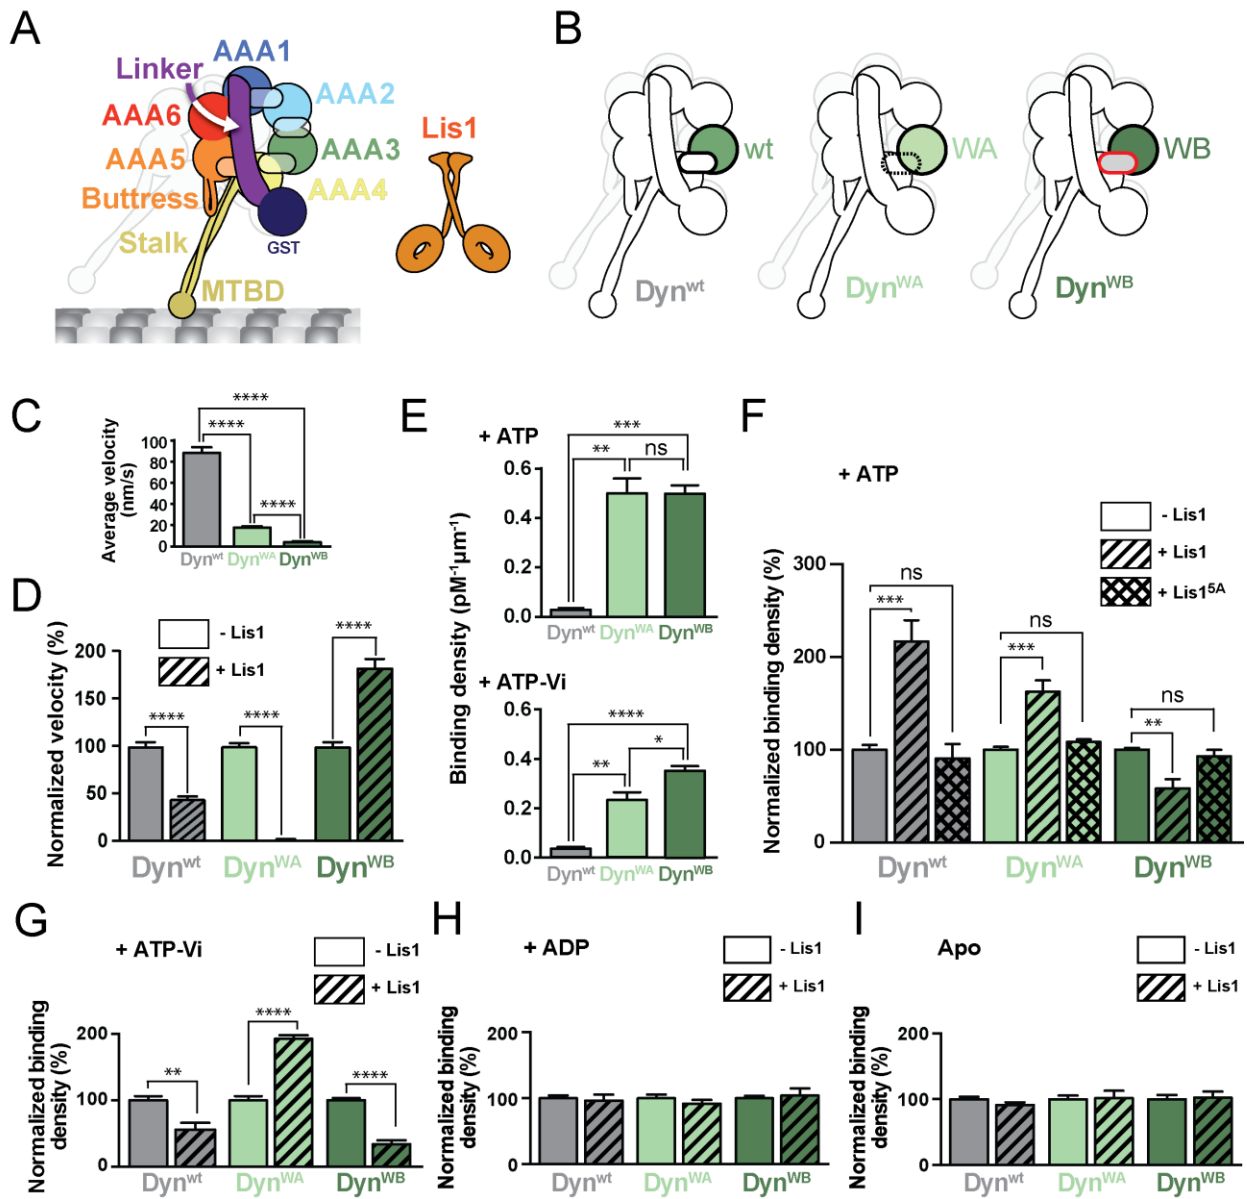 A
AAA1
Linker
AAA2
AAA6
Lis1
AAA5
AAA3
Buttress
AAA4
Stalk
GST
MTBD
B
wt
WA
WB
Dynʷᵗ
Dynᵂᴬ
Dynᵂᴮ
C
Average velocity
(nm/s)
100
80
60
40
20
0
****
****
****
Dynʷᵗ
Dynᵂᴬ
Dynᵂᴮ
D
Normalized velocity (%)
200
150
100
50
0
- Lis1
+ Lis1
****
****
****
Dynʷᵗ
Dynᵂᴬ
Dynᵂᴮ
E
+ ATP
Binding density (pM⁻¹μm⁻¹)
0.6
0.4
0.2
0.0
***
**
ns
Dynʷᵗ
Dynᵂᴬ
Dynᵂᴮ
+ ATP-Vi
0.6
0.4
0.2
0.0
****
**
*
Dynʷᵗ
Dynᵂᴬ
Dynᵂᴮ
F
+ ATP
- Lis1
+ Lis1
+ Lis1⁵ᴬ
Normalized binding density (%)
300
200
100
0
ns
***
ns
***
ns
**
Dynʷᵗ
Dynᵂᴬ
Dynᵂᴮ
G
+ ATP-Vi
- Lis1
+ Lis1
Normalized binding
density (%)
200
100
0
**
****
****
Dynʷᵗ
Dynᵂᴬ
Dynᵂᴮ
H
+ ADP
- Lis1
+ Lis1
Normalized binding
density (%)
200
100
0
Dynʷᵗ
Dynᵂᴬ
Dynᵂᴮ
I
Apo
- Lis1
+ Lis1
Normalized binding
density (%)
200
100
0
Dynʷᵗ
Dynᵂᴬ
Dynᵂᴮ